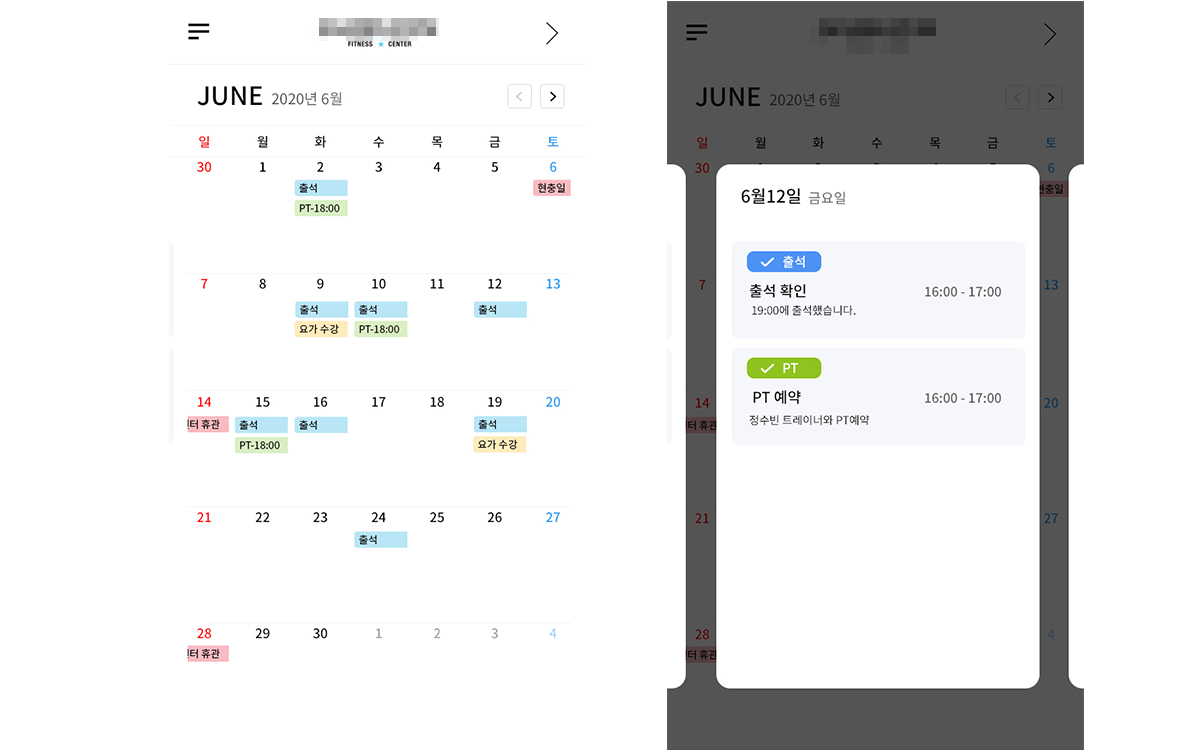 FITNESS ★ CENTER
JUNE 2020년 6월
일 월 화 수 목 금 토
30 1 2 3 4 5 6
출석 현충일
PT-18:00
7 8 9 10 11 12 13
출석 출석 출석
요가 수강 PT-18:00
14 15 16 17 18 19 20
터 휴관 출석 출석 출석
PT-18:00 요가 수강
21 22 23 24 25 26 27
출석
28 29 30 1 2 3 4
터 휴관
JUNE 2020년 6월
일 월 화 수 목 금 토
30 6
현충일
6월12일 금요일
출석
출석 확인 16:00 - 17:00
19:00에 출석했습니다.
PT
PT 예약 16:00 - 17:00
정수빈 트레이너와 PT예약
7 13
14 20
터 휴관
21 27
28 4
터 휴관